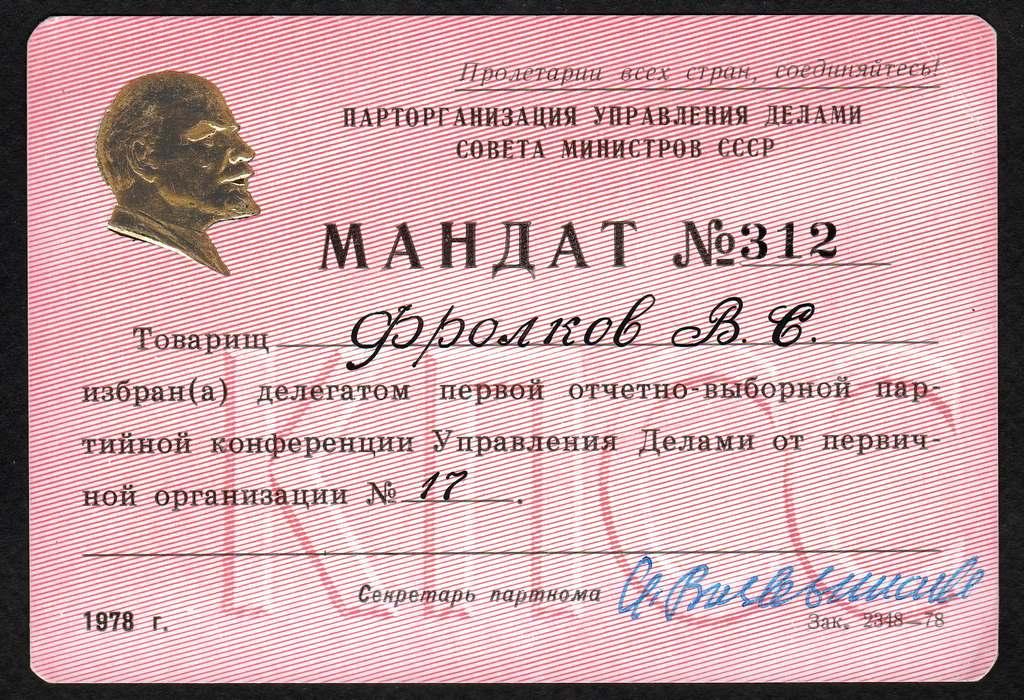 Пролетарии всех стран, соединяйтесь!
ПАРТОРГАНИЗАЦИЯ УПРАВЛЕНИЯ ДЕЛАМИ
СОВЕТА МИНИСТРОВ СССР
МАНДАТ №312
Товарищ Фролков В. С.
избран(а) делегатом первой отчетно-выборной пар-
тийной конференции Управления Делами от первич-
ной организации № 17.
КПСС
Секретарь парткома
1978 г.
Зак. 2348—78